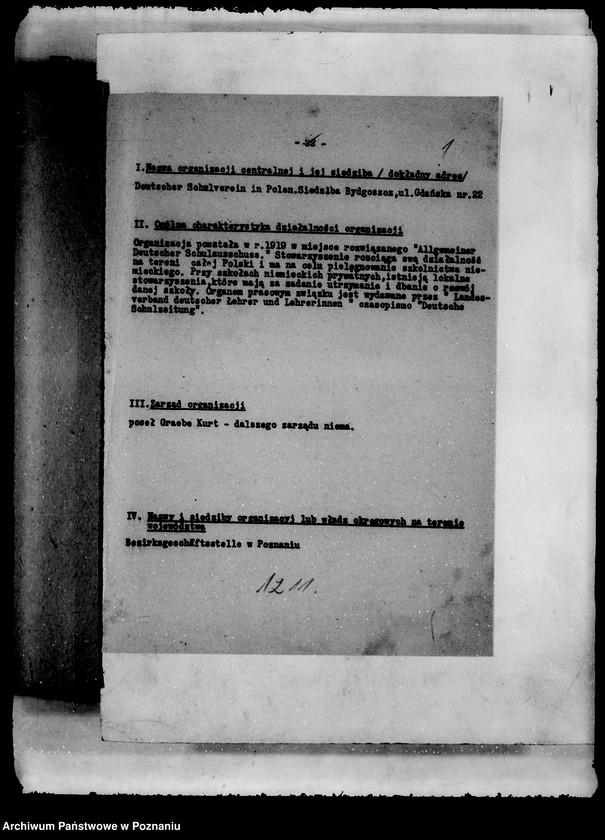 - 22 -
1
I. Nazwa organizacji centralnej i jej siedziba / dokładny adres/
Deutscher Schulverein in Polen.Siedziba Bydgoszcz,ul.Gdańska nr.22
II. Ogólna charakterystyka działalności organizacji
Organizacja powstała w r.1919 w miejsce rozwiązanego "Allgemeiner
Deutscher Schulausschuss." Stowarzyszenie rozciąga swą działalność
na tereni całej Polski i ma na celu pielęgnowanie szkolnictwa nie-
mieckiego. Przy szkołach niemieckich prywatnych,istnieją lokalne
stowarzyszenia,które mają za zadanie utrzymanie i dbanie o rozwój
danej szkoły. Organem prasowym związku jest wydawane przez " Landes-
verband deutscher Lehrer und Lehrerinnen " czasopismo "Deutsche
Schulzeitung".
III.Zarząd organizacji
poseł Graebe Kurt - dalszego zarządu niema.
IV. Nazwy i siedziby organizacyj lub władz okręgowych na terenie
województwa
Bezirksgeschäftsstelle w Poznaniu
1211.
Archiwum Państwowe w Poznaniu